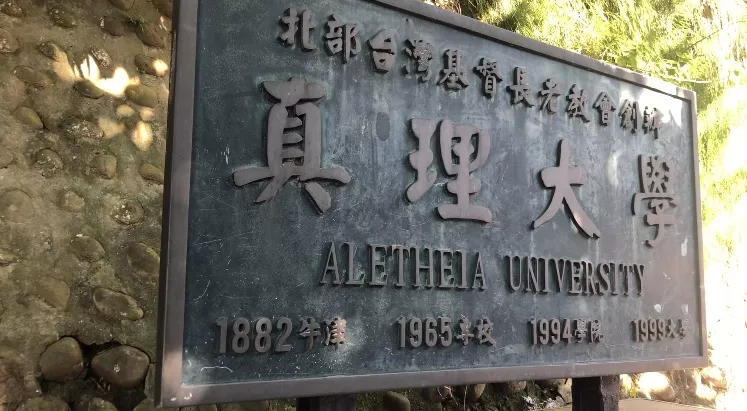 北部台灣基督長老教會創設
真理大學
ALETHEIA UNIVERSITY
1882牛津 1965專校 1994學院 1999大學